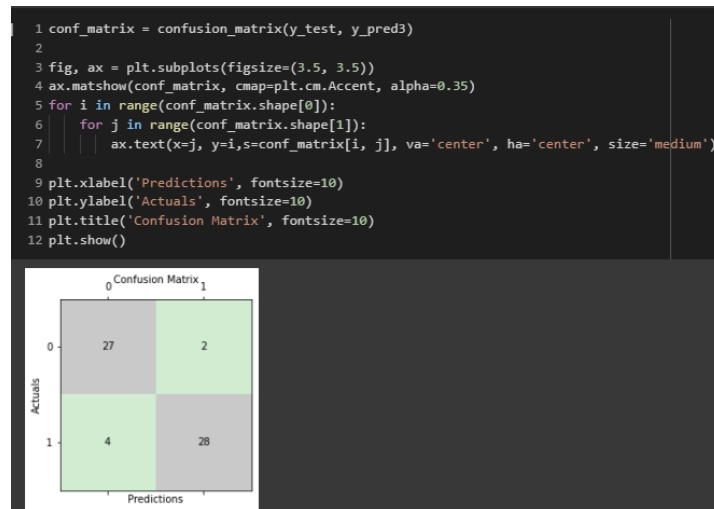 1 conf_matrix = confusion_matrix(y_test, y_pred3)
2
3 fig, ax = plt.subplots(figsize=(3.5, 3.5))
4 ax.matshow(conf_matrix, cmap=plt.cm.Accent, alpha=0.35)
5 for i in range(conf_matrix.shape[0]):
6     for j in range(conf_matrix.shape[1]):
7         ax.text(x=j, y=i,s=conf_matrix[i, j], va='center', ha='center', size='medium')
8
9 plt.xlabel('Predictions', fontsize=10)
10 plt.ylabel('Actuals', fontsize=10)
11 plt.title('Confusion Matrix', fontsize=10)
12 plt.show()
Confusion Matrix
0 1
0 27 2
Actuals
1 4 28
Predictions